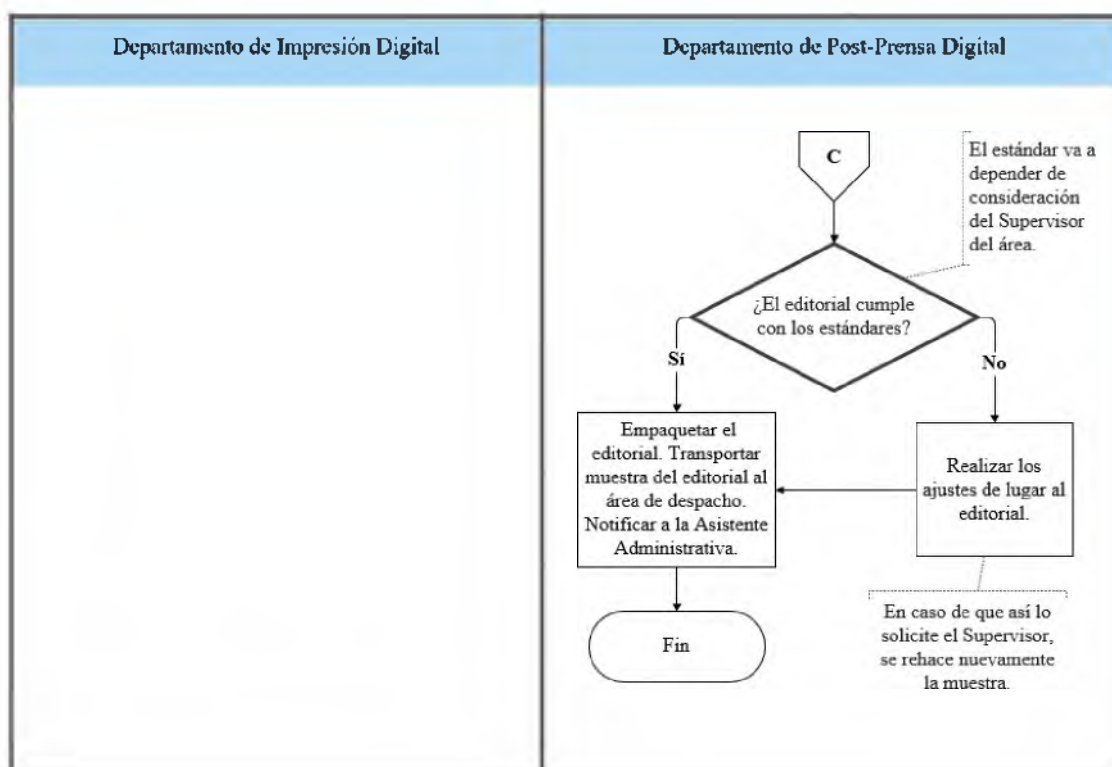 Departamento de Impresión Digital
Departamento de Post-Prensa Digital
C
El estándar va a
depender de
consideración
del Supervisor
del área.
¿El editorial cumple
con los estándares?
Sí
No
Empaquetar el
editorial. Transportar
muestra del editorial al
área de despacho.
Notificar a la Asistente
Administrativa.
Realizar los
ajustes de lugar al
editorial.
Fin
En caso de que así lo
solicite el Supervisor,
se rehace nuevamente
la muestra.